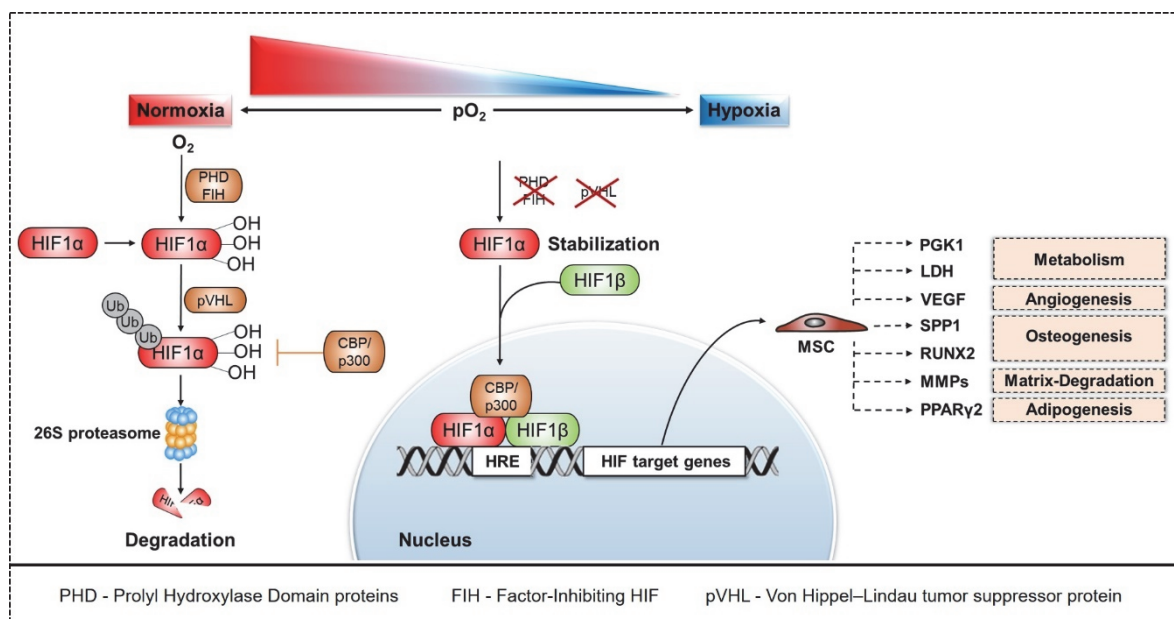 Normoxia
pO₂
Hypoxia
O₂
PHD
FIH
HIF1α
HIF1α
OH
OH
OH
pVHL
Ub
Ub
Ub
HIF1α
OH
OH
OH
CBP/
p300
26S proteasome
Degradation
PHD
FIH
pVHL
HIF1α
Stabilization
HIF1β
CBP/
p300
HIF1α
HIF1β
HRE
HIF target genes
Nucleus
MSC
PGK1
LDH
VEGF
SPP1
RUNX2
MMPs
PPARγ2
Metabolism
Angiogenesis
Osteogenesis
Matrix-Degradation
Adipogenesis
PHD - Prolyl Hydroxylase Domain proteins
FIH - Factor-Inhibiting HIF
pVHL - Von Hippel–Lindau tumor suppressor protein